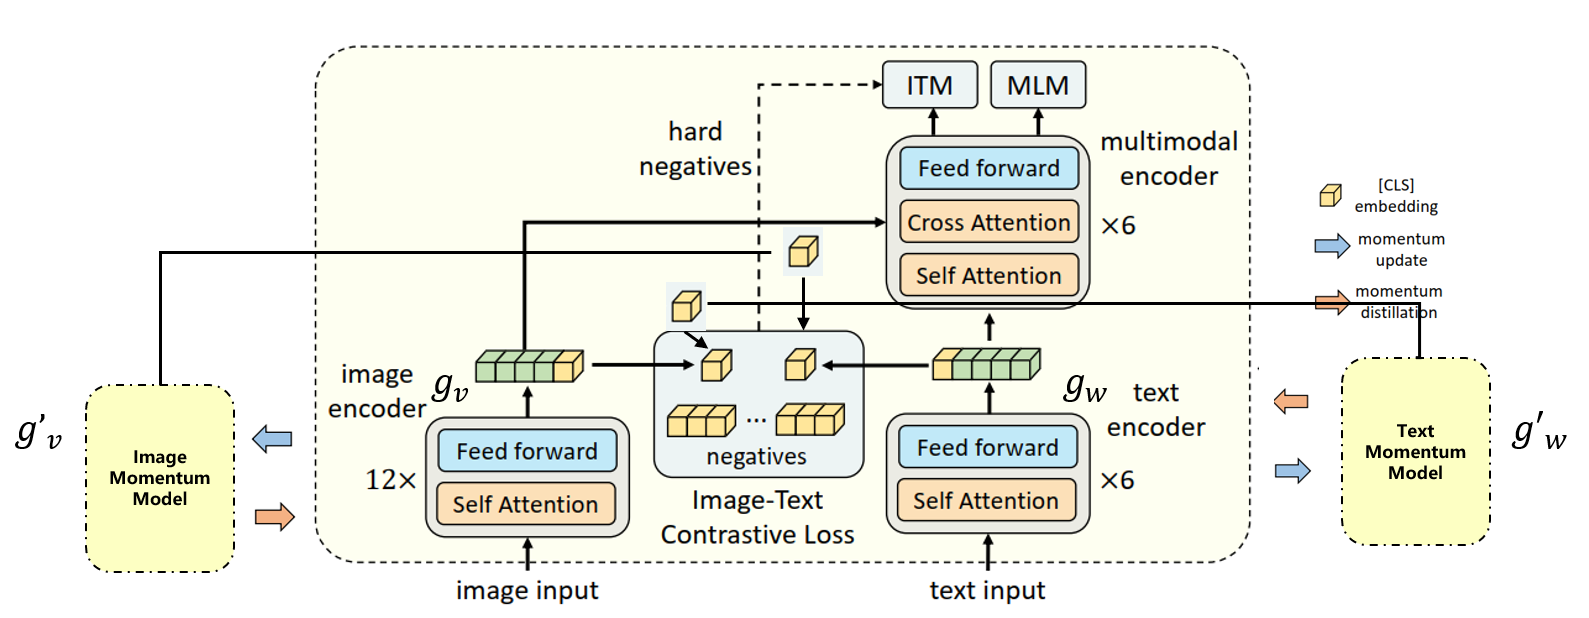 ITM
MLM
hard
negatives
Feed forward
Cross Attention
Self Attention
multimodal
encoder
×6
[CLS]
embedding
momentum
update
momentum
distillation
image
encoder
g_v
g_w
text
encoder
g'_v
Image
Momentum
Model
12×
Feed forward
Self Attention
...
negatives
Image-Text
Contrastive Loss
Feed forward
Self Attention
×6
Text
Momentum
Model
g'_w
image input
text input